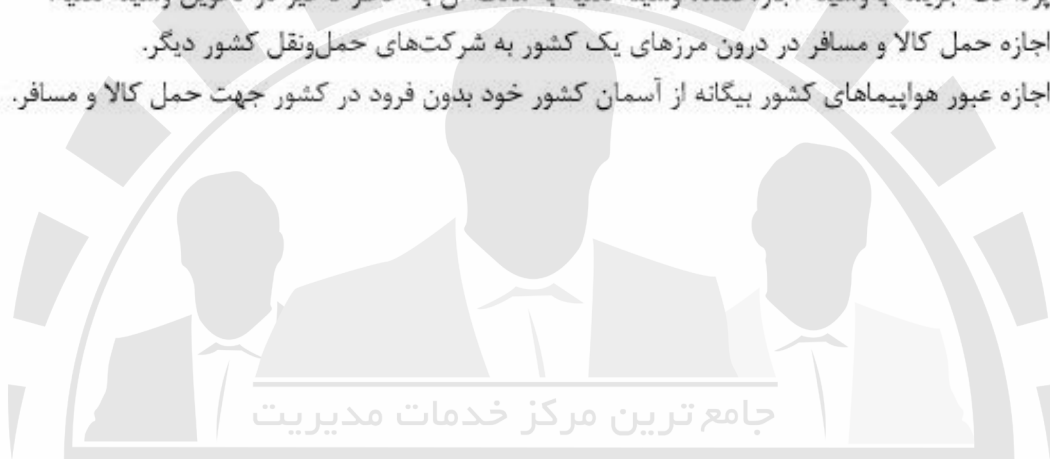 اجازه حمل کالا و مسافر در درون مرزهای یک کشور به شرکت‌های حمل‌ونقل کشور دیگر.
اجازه عبور هواپیماهای کشور بیگانه از آسمان کشور خود بدون فرود در کشور جهت حمل کالا و مسافر.
جامع ترین مرکز خدمات مدیریت